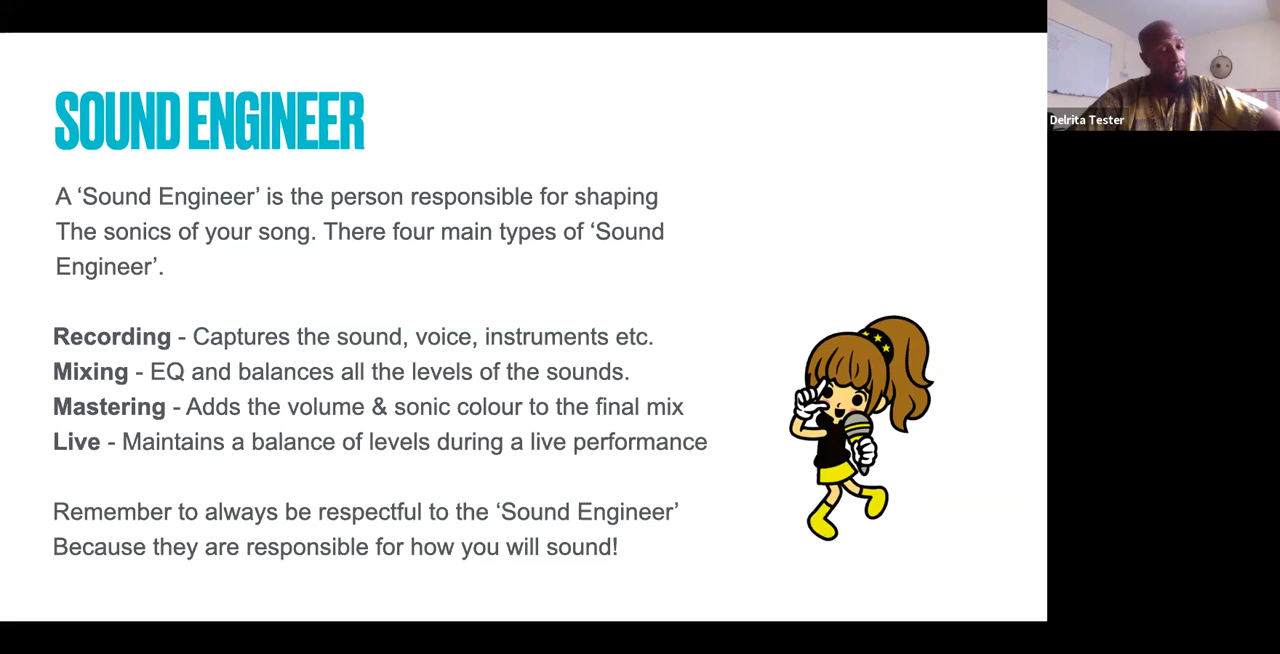 SOUND ENGINEER
A ‘Sound Engineer’ is the person responsible for shaping
The sonics of your song. There four main types of ‘Sound
Engineer’.
Recording - Captures the sound, voice, instruments etc.
Mixing - EQ and balances all the levels of the sounds.
Mastering - Adds the volume & sonic colour to the final mix
Live - Maintains a balance of levels during a live performance
Remember to always be respectful to the ‘Sound Engineer’
Because they are responsible for how you will sound!
Delrita Tester